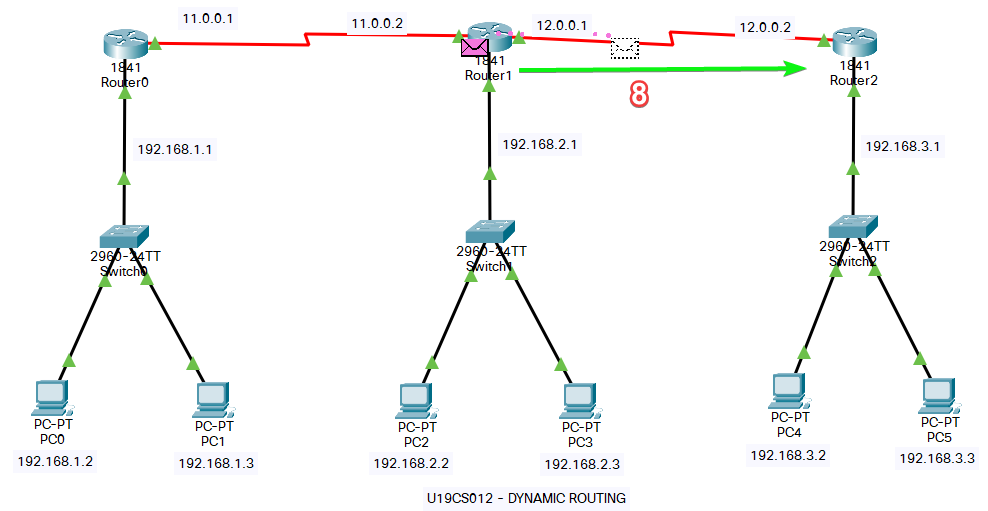 11.0.0.1
11.0.0.2
12.0.0.1
12.0.0.2
1841
Router0
1841
Router1
1841
Router2
8
192.168.1.1
192.168.2.1
192.168.3.1
2960-24TT
Switch0
2960-24TT
Switch1
2960-24TT
Switch2
PC-PT
PC0
PC-PT
PC1
PC-PT
PC2
PC-PT
PC3
PC-PT
PC4
PC-PT
PC5
192.168.1.2
192.168.1.3
192.168.2.2
192.168.2.3
192.168.3.2
192.168.3.3
U19CS012 - DYNAMIC ROUTING